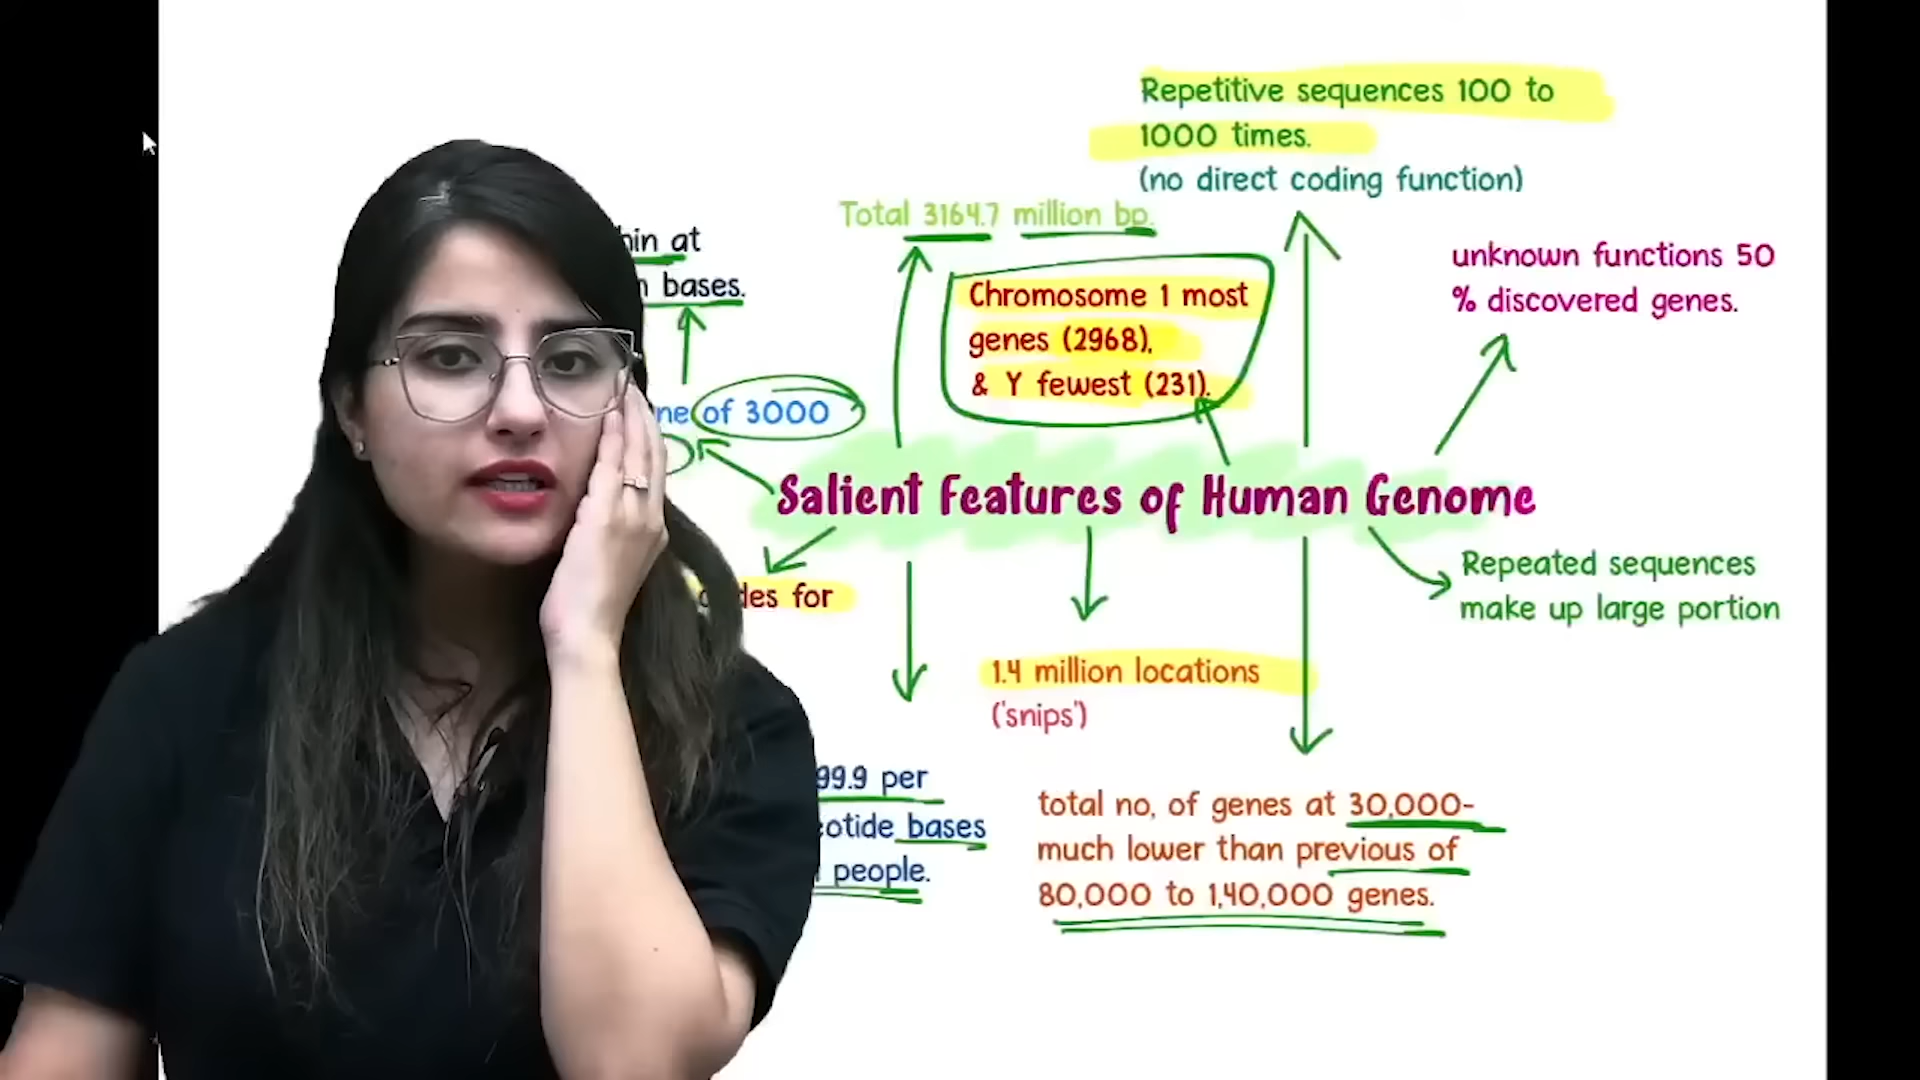 Repetitive sequences 100 to
1000 times.
(no direct coding function)
Total 3164.7 million bp.
at
bases.
Chromosome 1 most
genes (2968),
& Y fewest (231).
unknown functions 50
% discovered genes.
of 3000
Salient Features of Human Genome
for
Repeated sequences
make up large portion
1.4 million locations
('snips')
99.9 per
bases
people.
total no, of genes at 30,000-
much lower than previous of
80,000 to 1,40,000 genes.